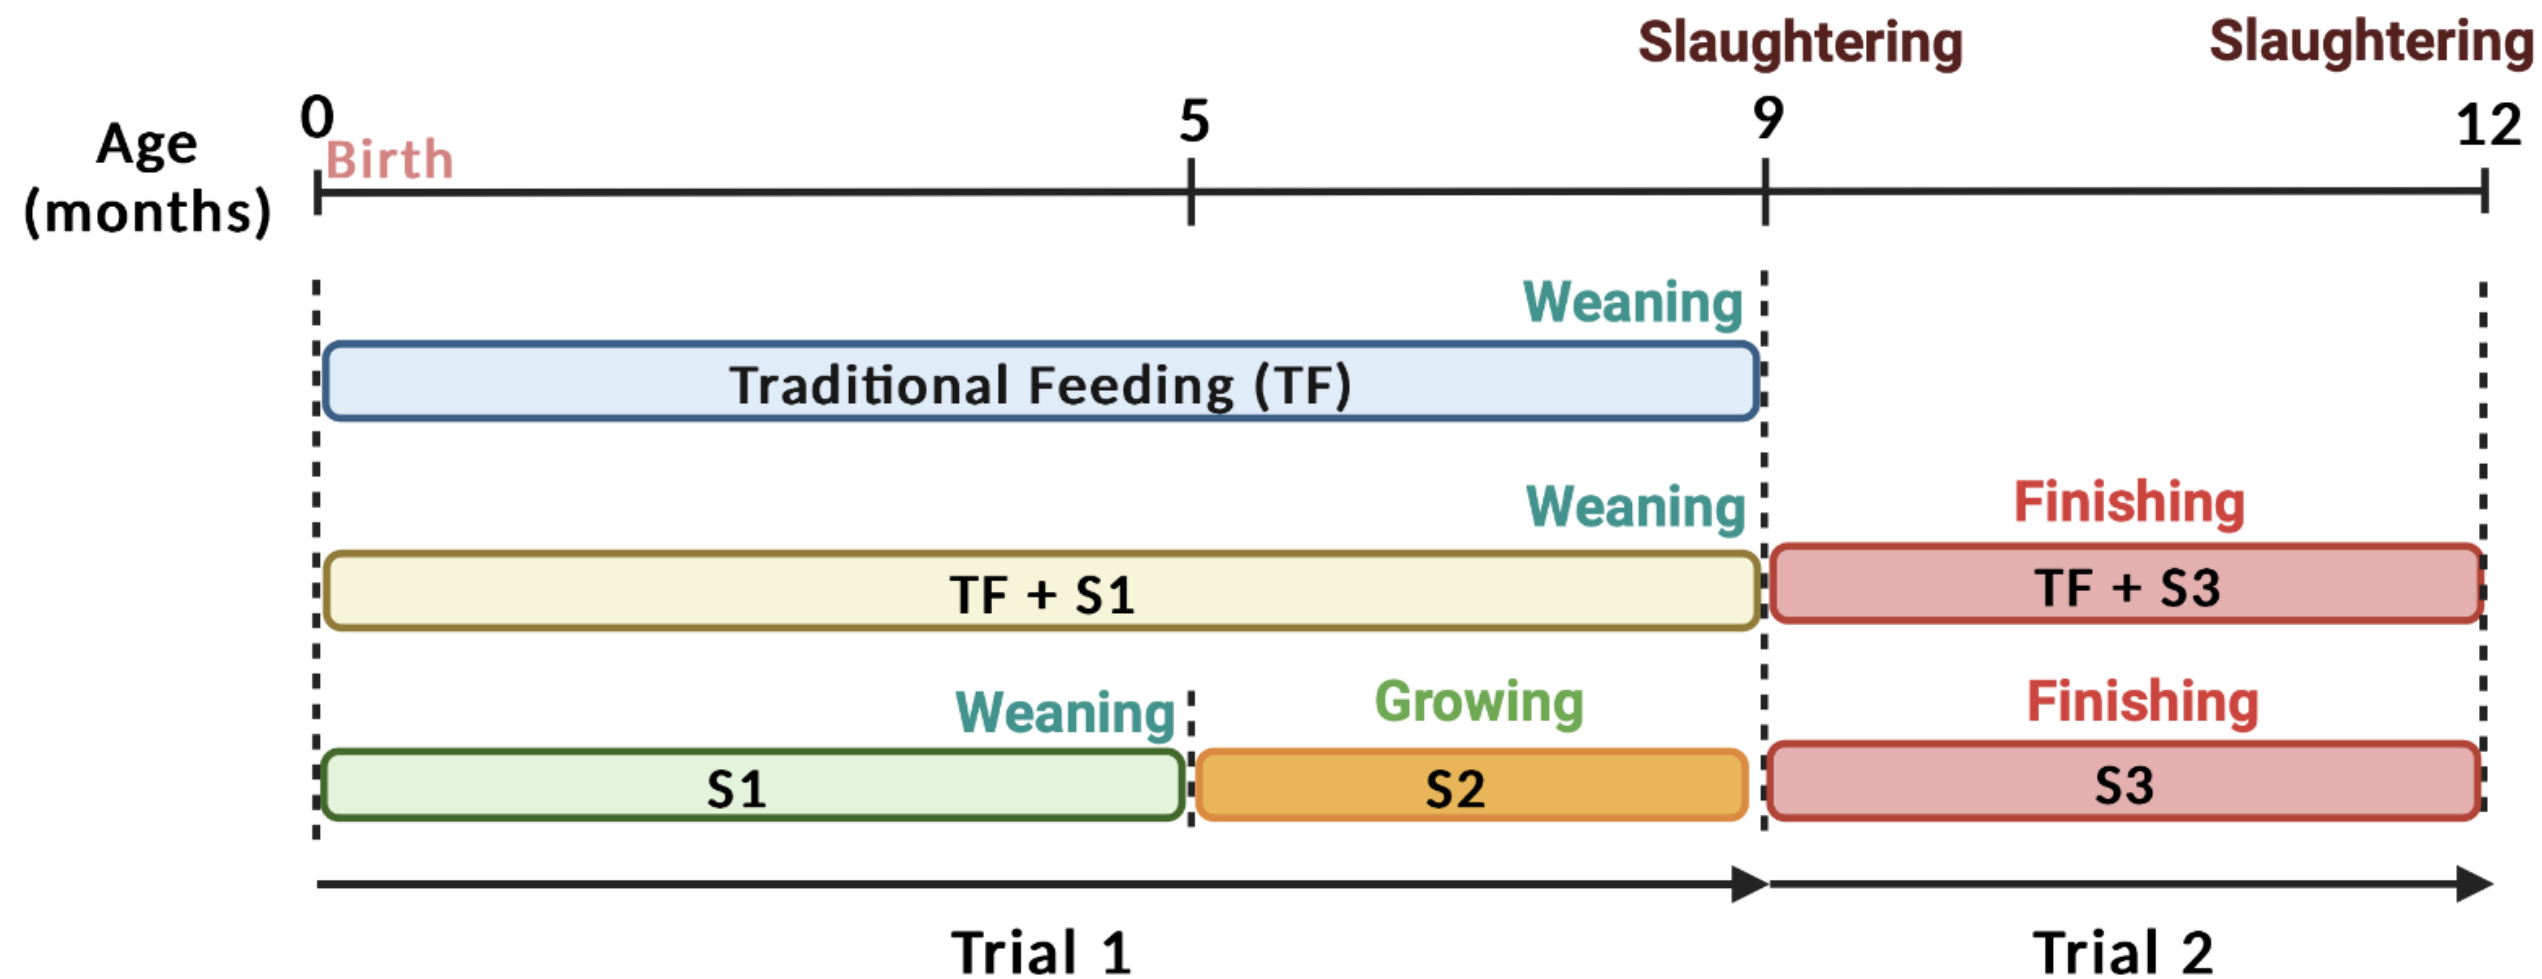 Slaughtering Slaughtering
0 5 9 12
Age
(months)
Birth
Weaning
Traditional Feeding (TF)
Weaning Finishing
TF + S1 TF + S3
Weaning Growing Finishing
S1 S2 S3
Trial 1 Trial 2